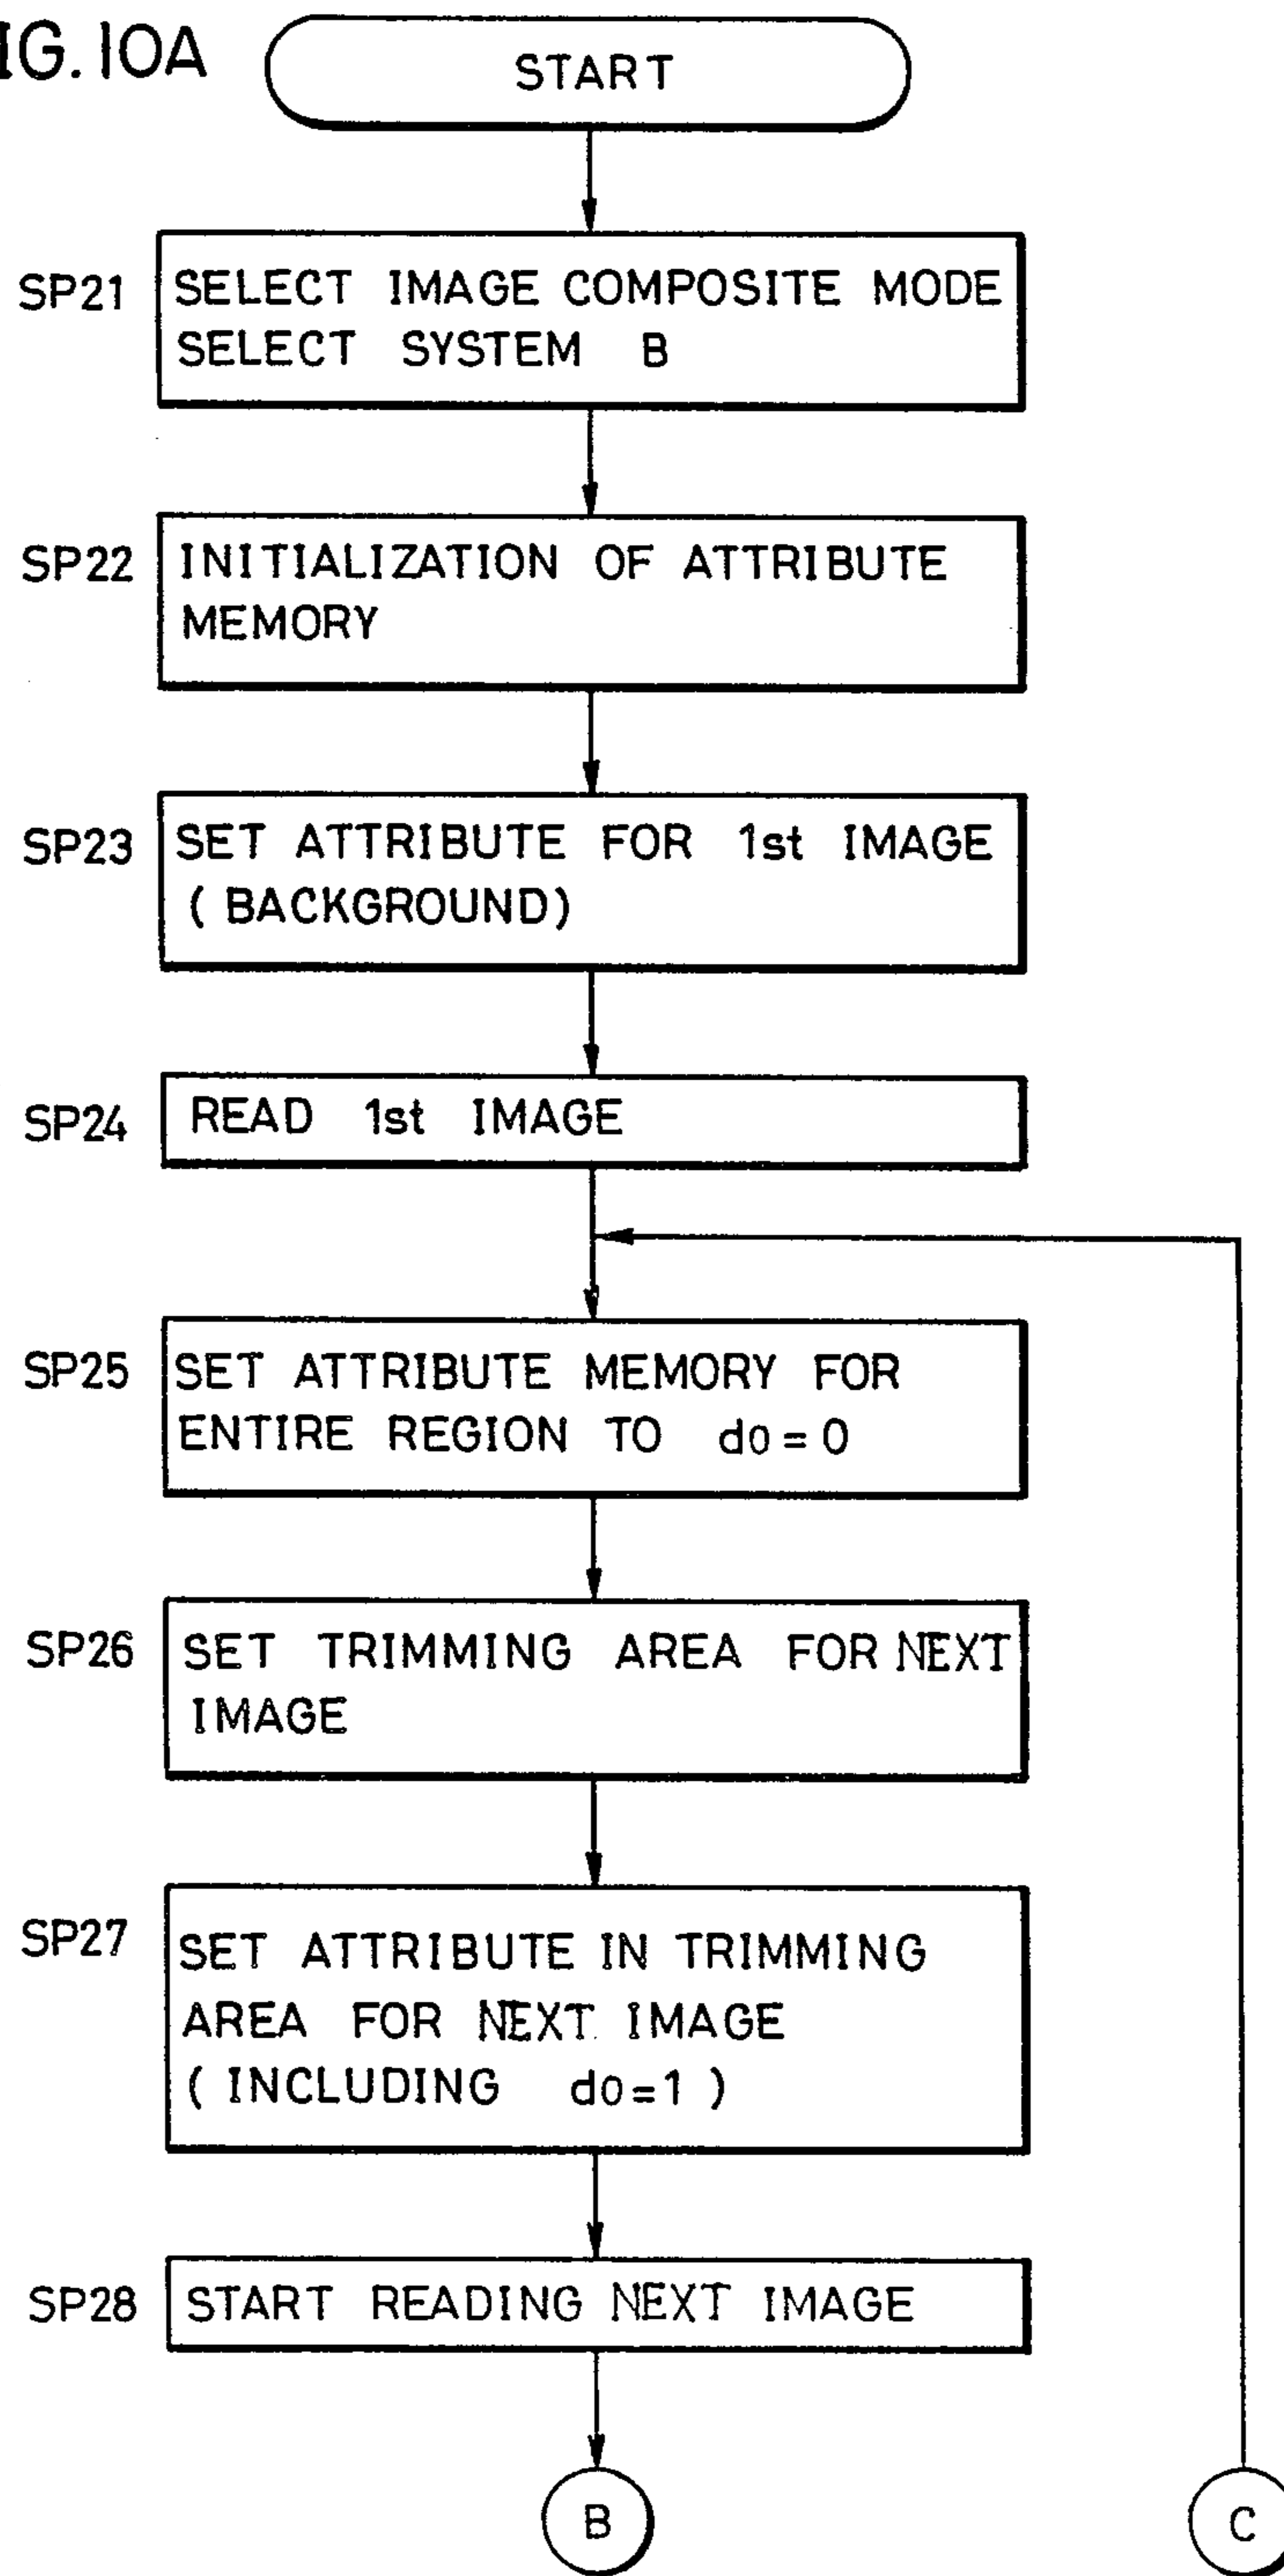 IG. 10A
START
SP21
SELECT IMAGE COMPOSITE MODE
SELECT SYSTEM B
SP22
INITIALIZATION OF ATTRIBUTE
MEMORY
SP23
SET ATTRIBUTE FOR 1st IMAGE
( BACKGROUND)
SP24
READ 1st IMAGE
SP25
SET ATTRIBUTE MEMORY FOR
ENTIRE REGION TO do = 0
SP26
SET TRIMMING AREA FOR NEXT
IMAGE
SP27
SET ATTRIBUTE IN TRIMMING
AREA FOR NEXT IMAGE
( INCLUDING do=1 )
SP28
START READING NEXT IMAGE
B
C